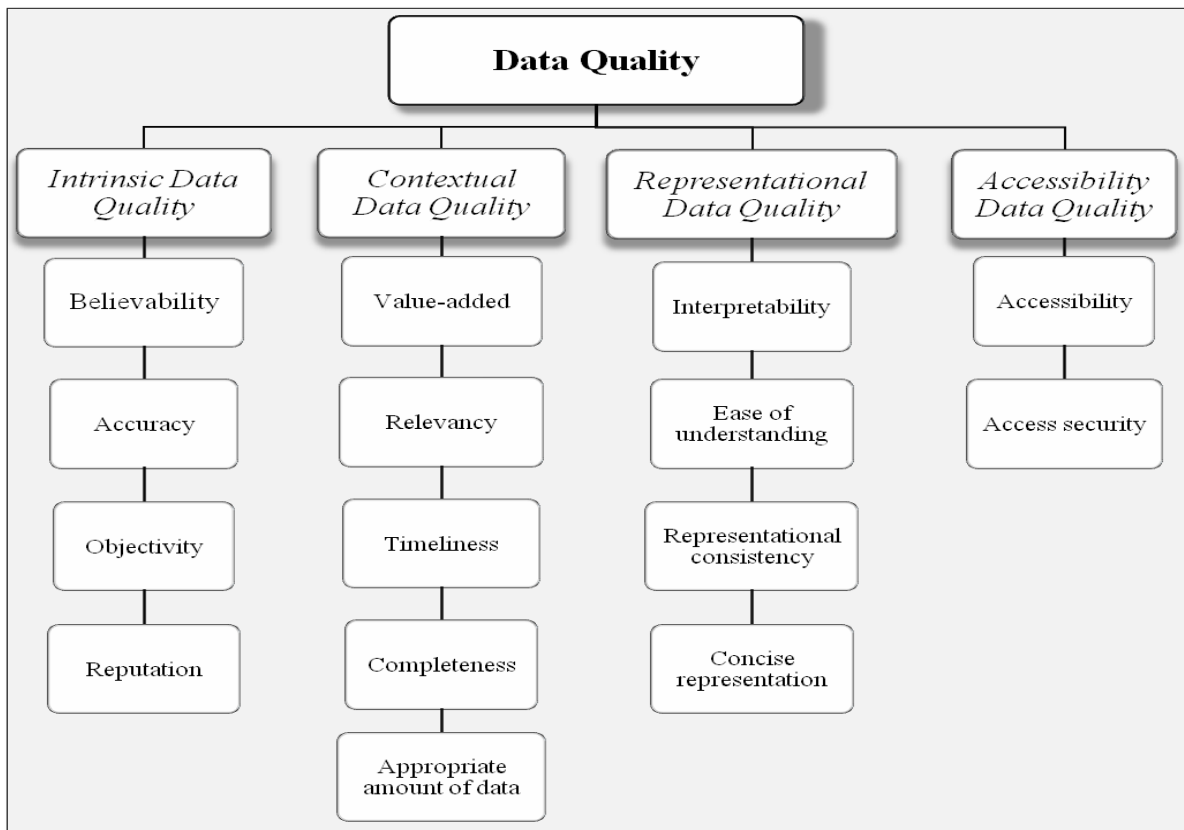 Data Quality
Intrinsic Data
Quality
Believability
Accuracy
Objectivity
Reputation
Contextual
Data Quality
Value-added
Relevancy
Timeliness
Completeness
Appropriate
amount of data
Representational
Data Quality
Interpretability
Ease of
understanding
Representational
consistency
Concise
representation
Accessibility
Data Quality
Accessibility
Access security